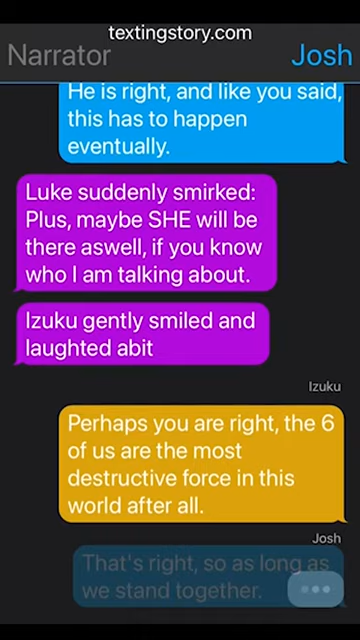 textingstory.com
Narrator
Josh
He is right, and like you said,
this has to happen
eventually.
Luke suddenly smirked:
Plus, maybe SHE will be
there aswell, if you know
who I am talking about.
Izuku gently smiled and
laughted abit
Izuku
Perhaps you are right, the 6
of us are the most
destructive force in this
world after all.
Josh
That's right, so as long as
we stand together.